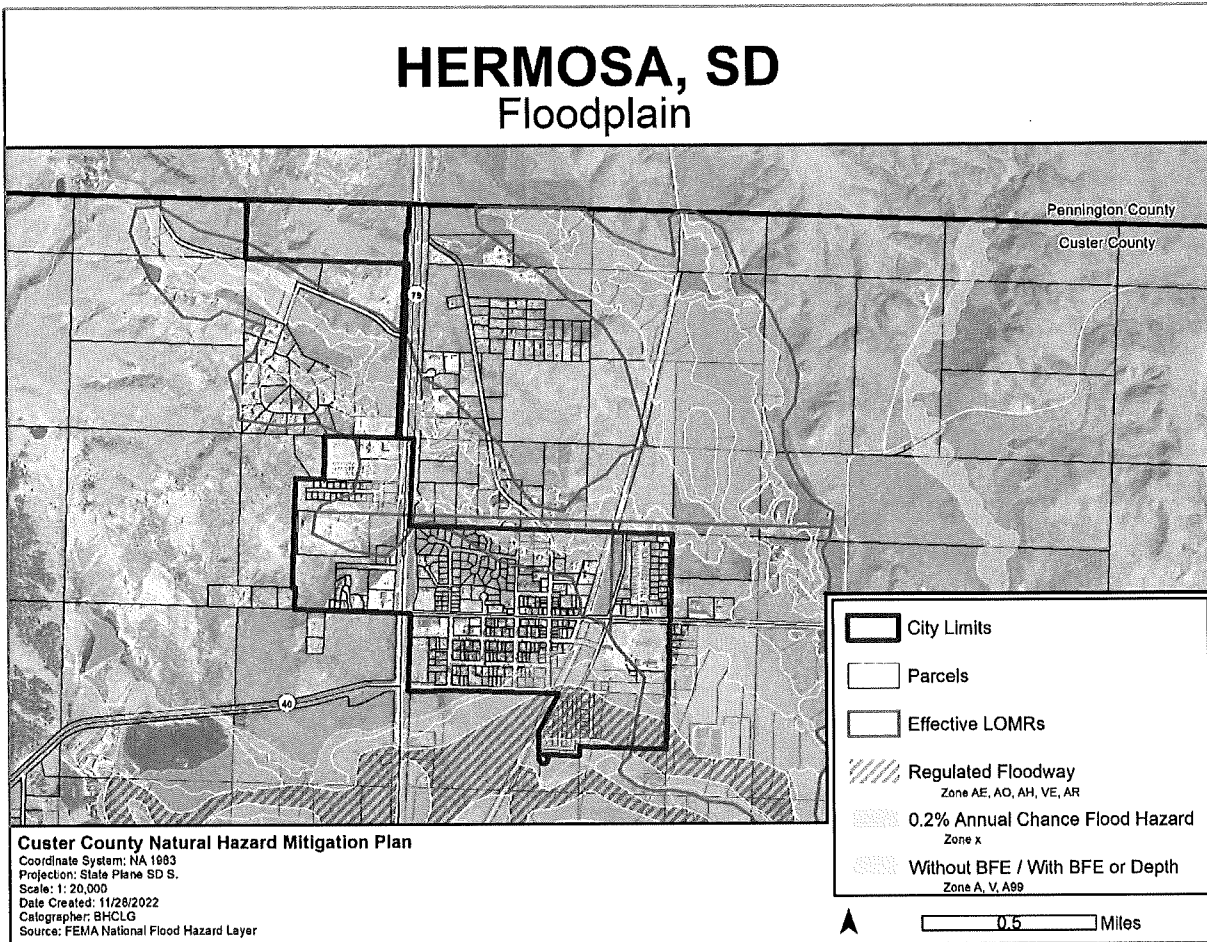 HERMOSA, SD
Floodplain
Pennington County
Custer County
79
40
City Limits
Parcels
Effective LOMRs
Regulated Floodway
Zone AE, AO, AH, VE, AR
0.2% Annual Chance Flood Hazard
Zone x
Without BFE / With BFE or Depth
Zone A, V, A99
Custer County Natural Hazard Mitigation Plan
Coordinate System: NA 1983
Projection: State Plane SD S.
Scale: 1: 20,000
Date Created: 11/28/2022
Catographer: BHCLG
Source: FEMA National Flood Hazard Layer
0.5 Miles